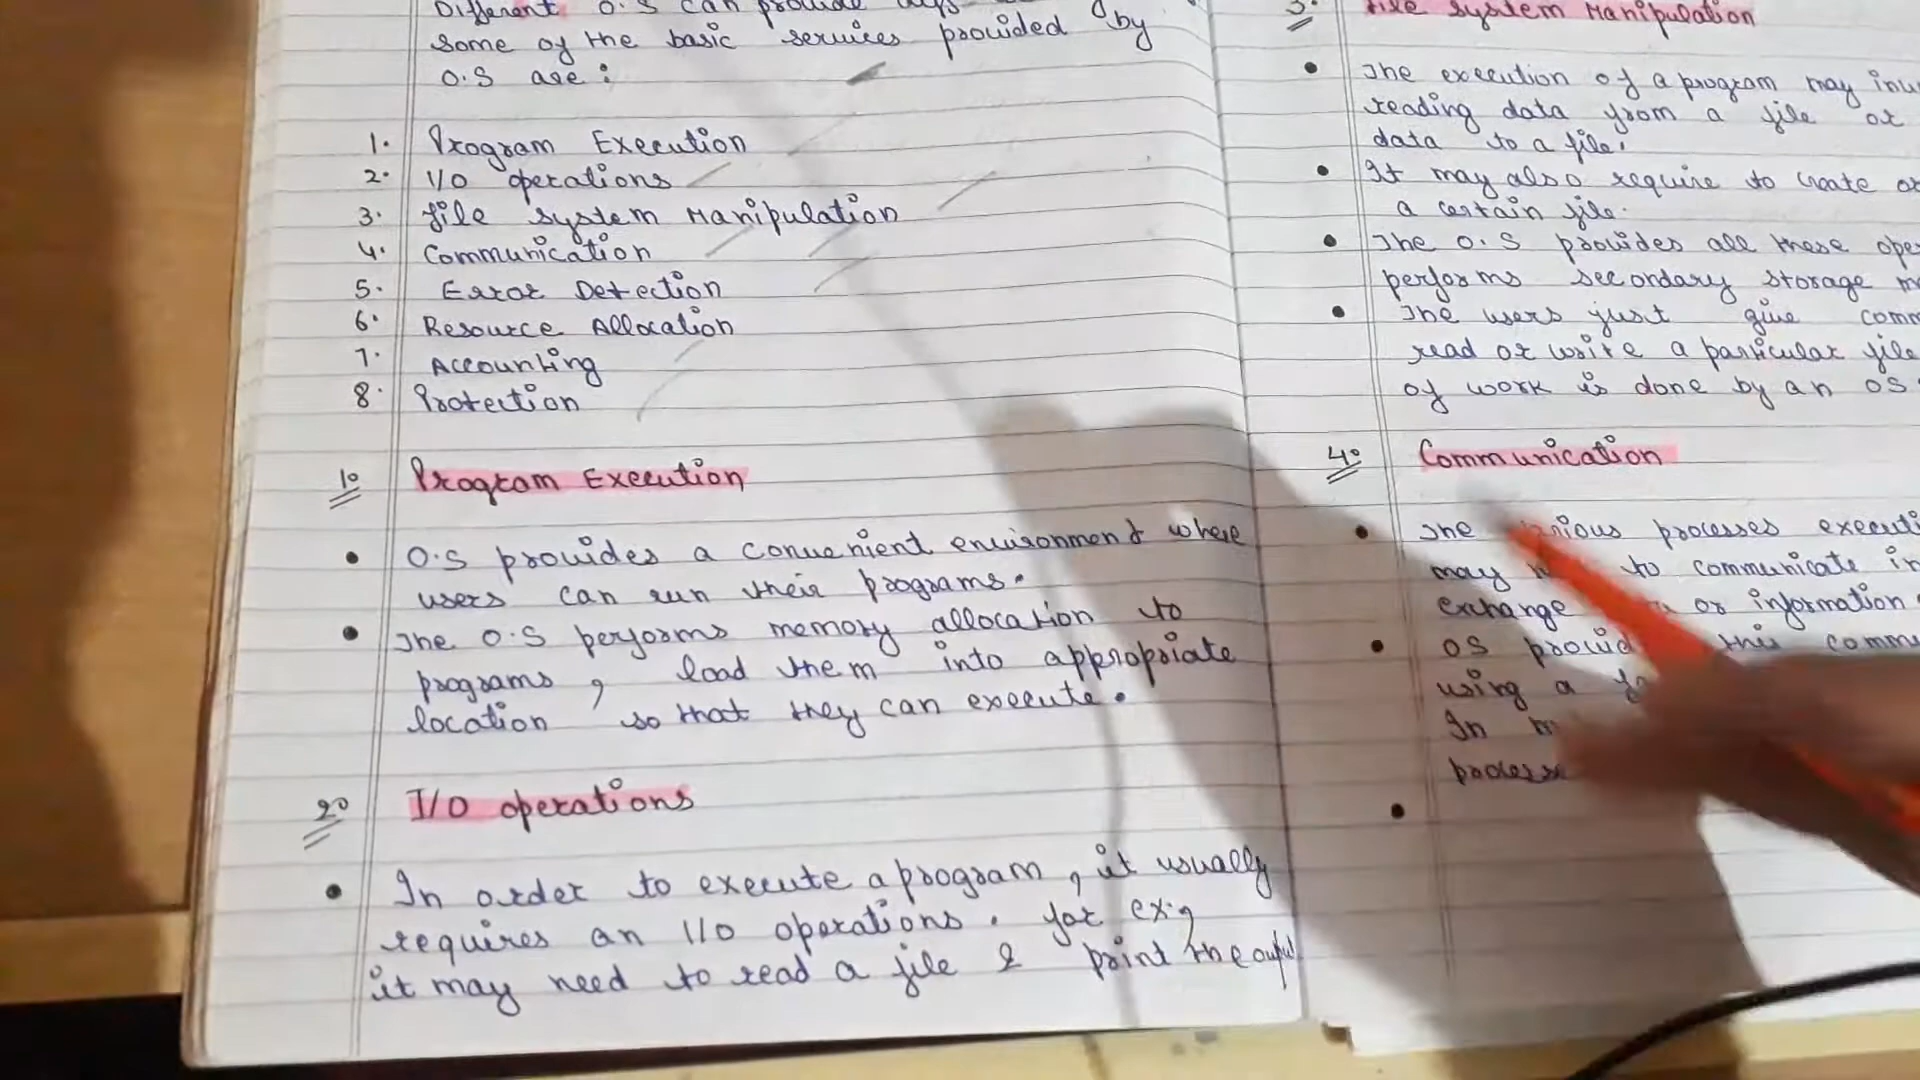 Different O.S can provide
some of the basic services provided by
O.S are :
1. Program Execution
2. I/O operations
3. file system Manipulation
4. Communication
5. Error Detection
6. Resource Allocation
7. Accounting
8. Protection
1. Program Execution
• O.S provides a convenient environment where
users can run their programs.
• The O.S performs memory allocation to
programs, load them into appropriate
location so that they can execute.
2. I/O operations
• In order to execute a program, it usually
requires an I/O operations. for ex.,
it may need to read a file & print the
3. file system Manipulation
• The execution of a program may
reading data from a file or
data to a file.
• It may also require to create or
a certain file.
• The O.S provides all these
performs secondary storage
• The users just give
read or write a particular file
of work is done by an OS.
4. Communication
• The processes
may to communicate in
exchange or information
• OS this
using a
In